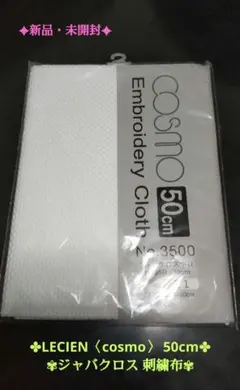 ✦新品・未開封✦
COSMO
50cm
Embroidery Cloth
No.3500
✤LECIEN〈cosmo〉50cm✤
✾ジャバクロス 刺繍布✾